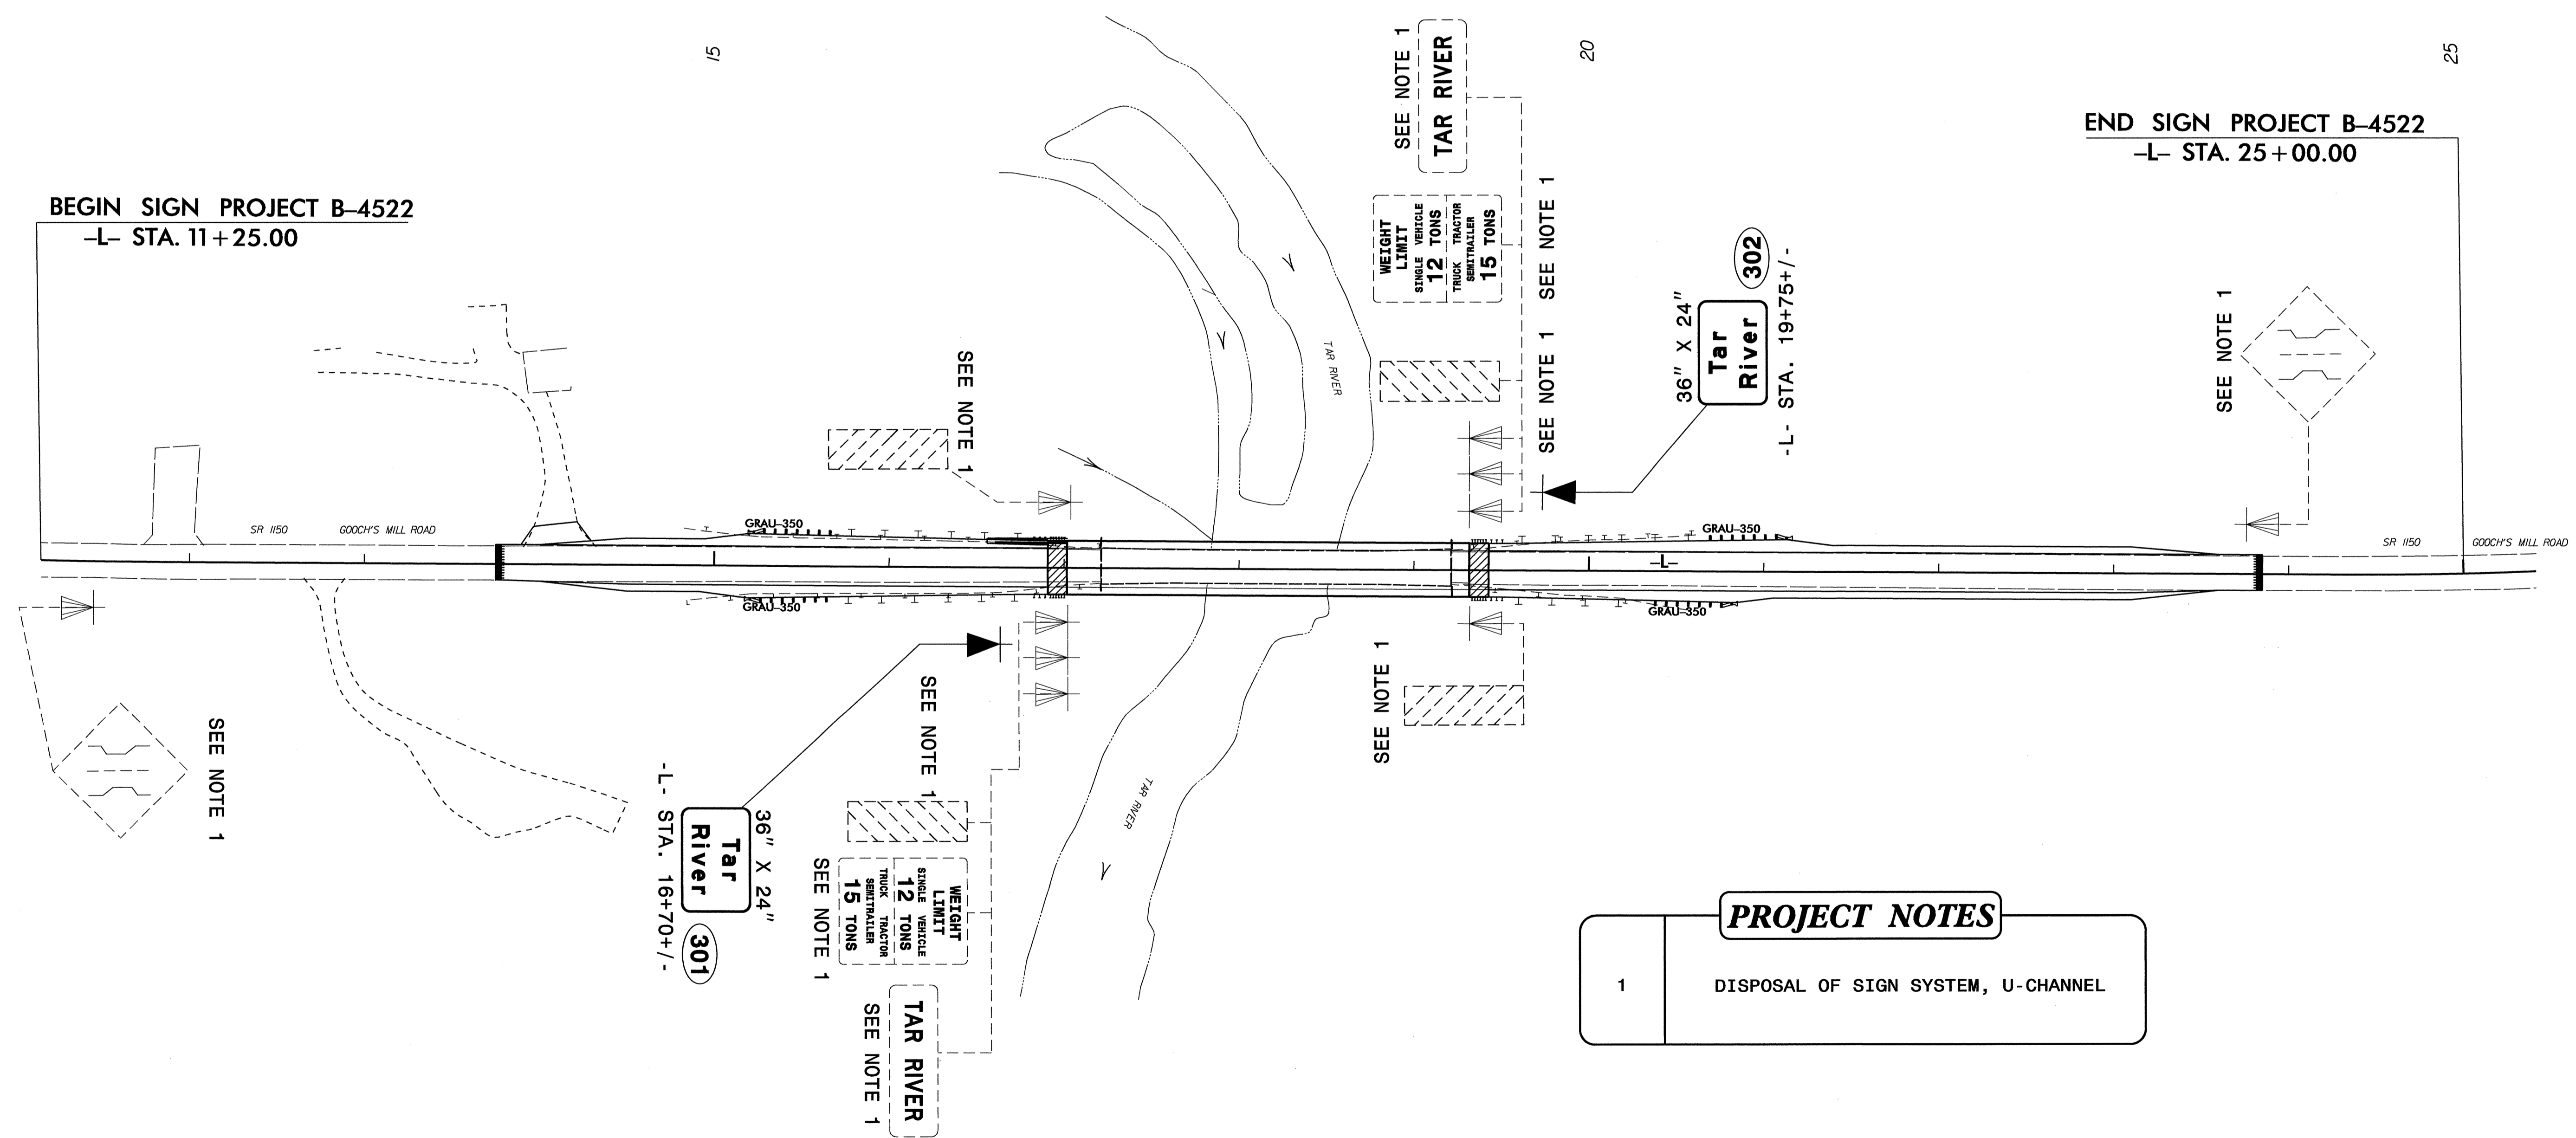 15
20
25
BEGIN SIGN PROJECT B–4522
–L– STA. 11+25.00
END SIGN PROJECT B–4522
–L– STA. 25+00.00
SEE NOTE 1
TAR RIVER
WEIGHT
LIMIT
SINGLE VEHICLE
12 TONS
TRUCK TRACTOR
SEMITRAILER
15 TONS
SEE NOTE 1
SEE NOTE 1
36" X 24"
Tar
River
302
-L- STA. 19+75+/-
SEE NOTE 1
SEE NOTE 1
TAR RIVER
SR 1150
GOOCH'S MILL ROAD
GRAU–350
GRAU–350
–L–
SR 1150
GOOCH'S MILL ROAD
GRAU–350
GRAU–350
SEE NOTE 1
SEE NOTE 1
SEE NOTE 1
TAR RIVER
36" X 24"
Tar
River
301
-L- STA. 16+70+/-
WEIGHT
LIMIT
SINGLE VEHICLE
12 TONS
TRUCK TRACTOR
SEMITRAILER
15 TONS
SEE NOTE 1
TAR RIVER
SEE NOTE 1
PROJECT NOTES
1 DISPOSAL OF SIGN SYSTEM, U-CHANNEL